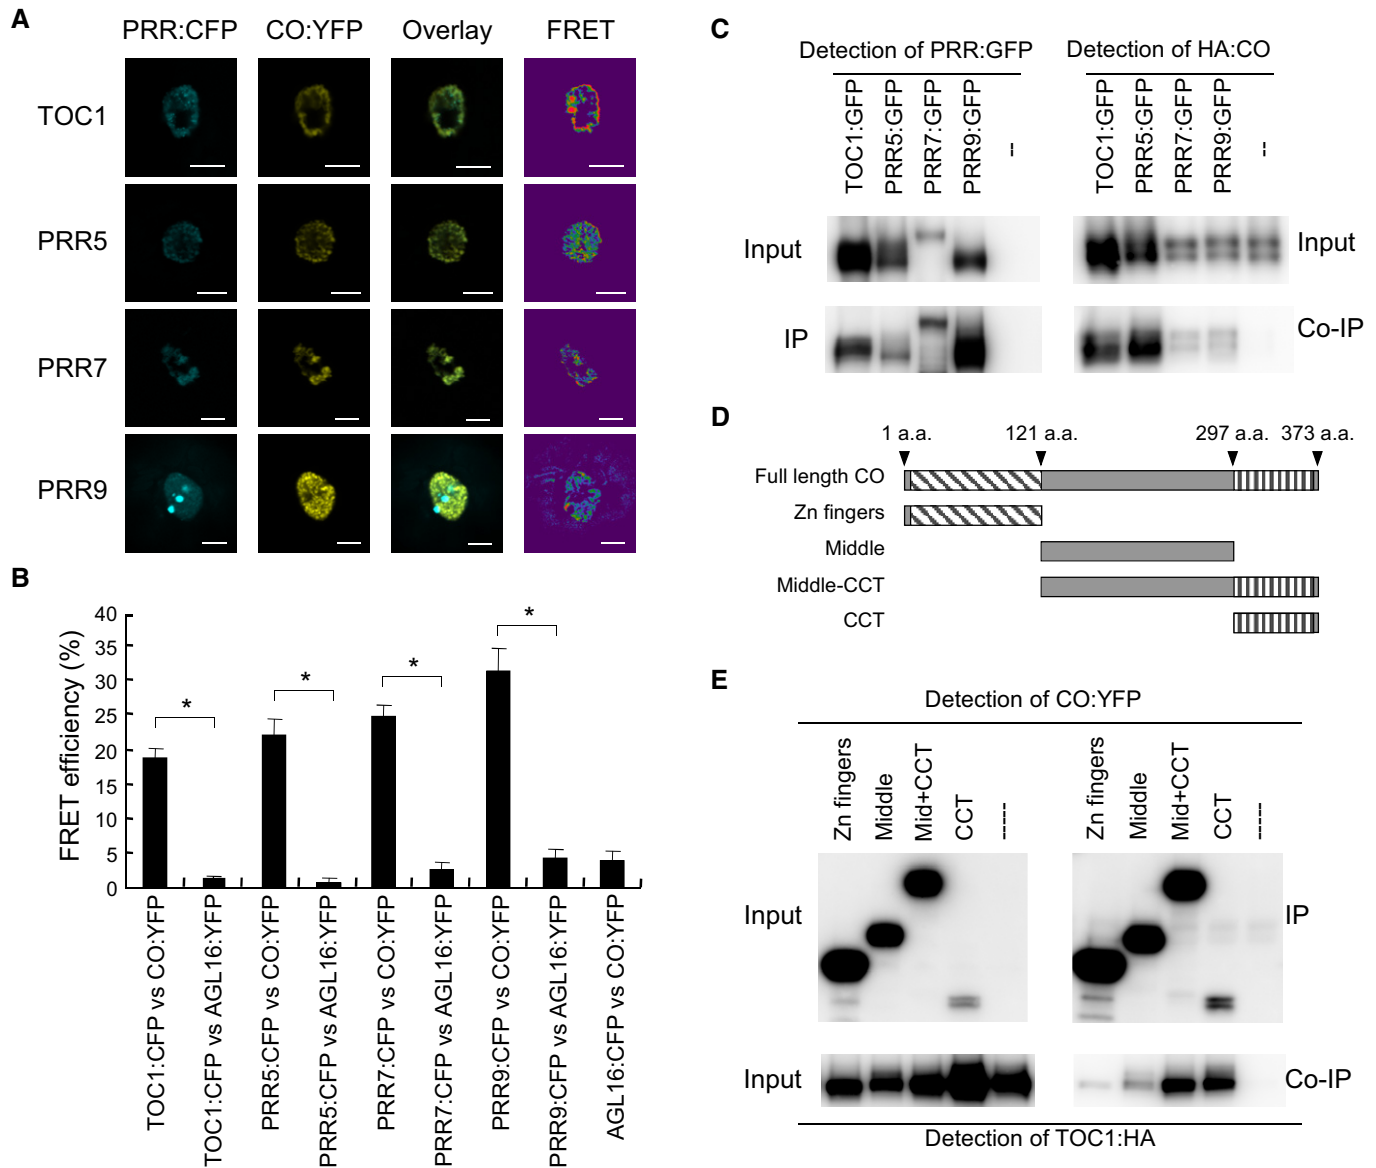 A
PRR:CFP CO:YFP Overlay FRET
TOC1
PRR5
PRR7
PRR9
B
FRET efficiency (%)
40
35
30
25
20
15
10
5
0
* * * *
TOC1:CFP vs CO:YFP
TOC1:CFP vs AGL16:YFP
PRR5:CFP vs CO:YFP
PRR5:CFP vs AGL16:YFP
PRR7:CFP vs CO:YFP
PRR7:CFP vs AGL16:YFP
PRR9:CFP vs CO:YFP
PRR9:CFP vs AGL16:YFP
AGL16:CFP vs CO:YFP
C
Detection of PRR:GFP
TOC1:GFP
PRR5:GFP
PRR7:GFP
PRR9:GFP
--
Input
IP
Detection of HA:CO
TOC1:GFP
PRR5:GFP
PRR7:GFP
PRR9:GFP
--
Input
Co-IP
D
1 a.a. 121 a.a. 297 a.a. 373 a.a.
Full length CO
Zn fingers
Middle
Middle-CCT
CCT
E
Detection of CO:YFP
Zn fingers
Middle
Mid+CCT
CCT
-----
Zn fingers
Middle
Mid+CCT
CCT
-----
Input
IP
Input
Co-IP
Detection of TOC1:HA